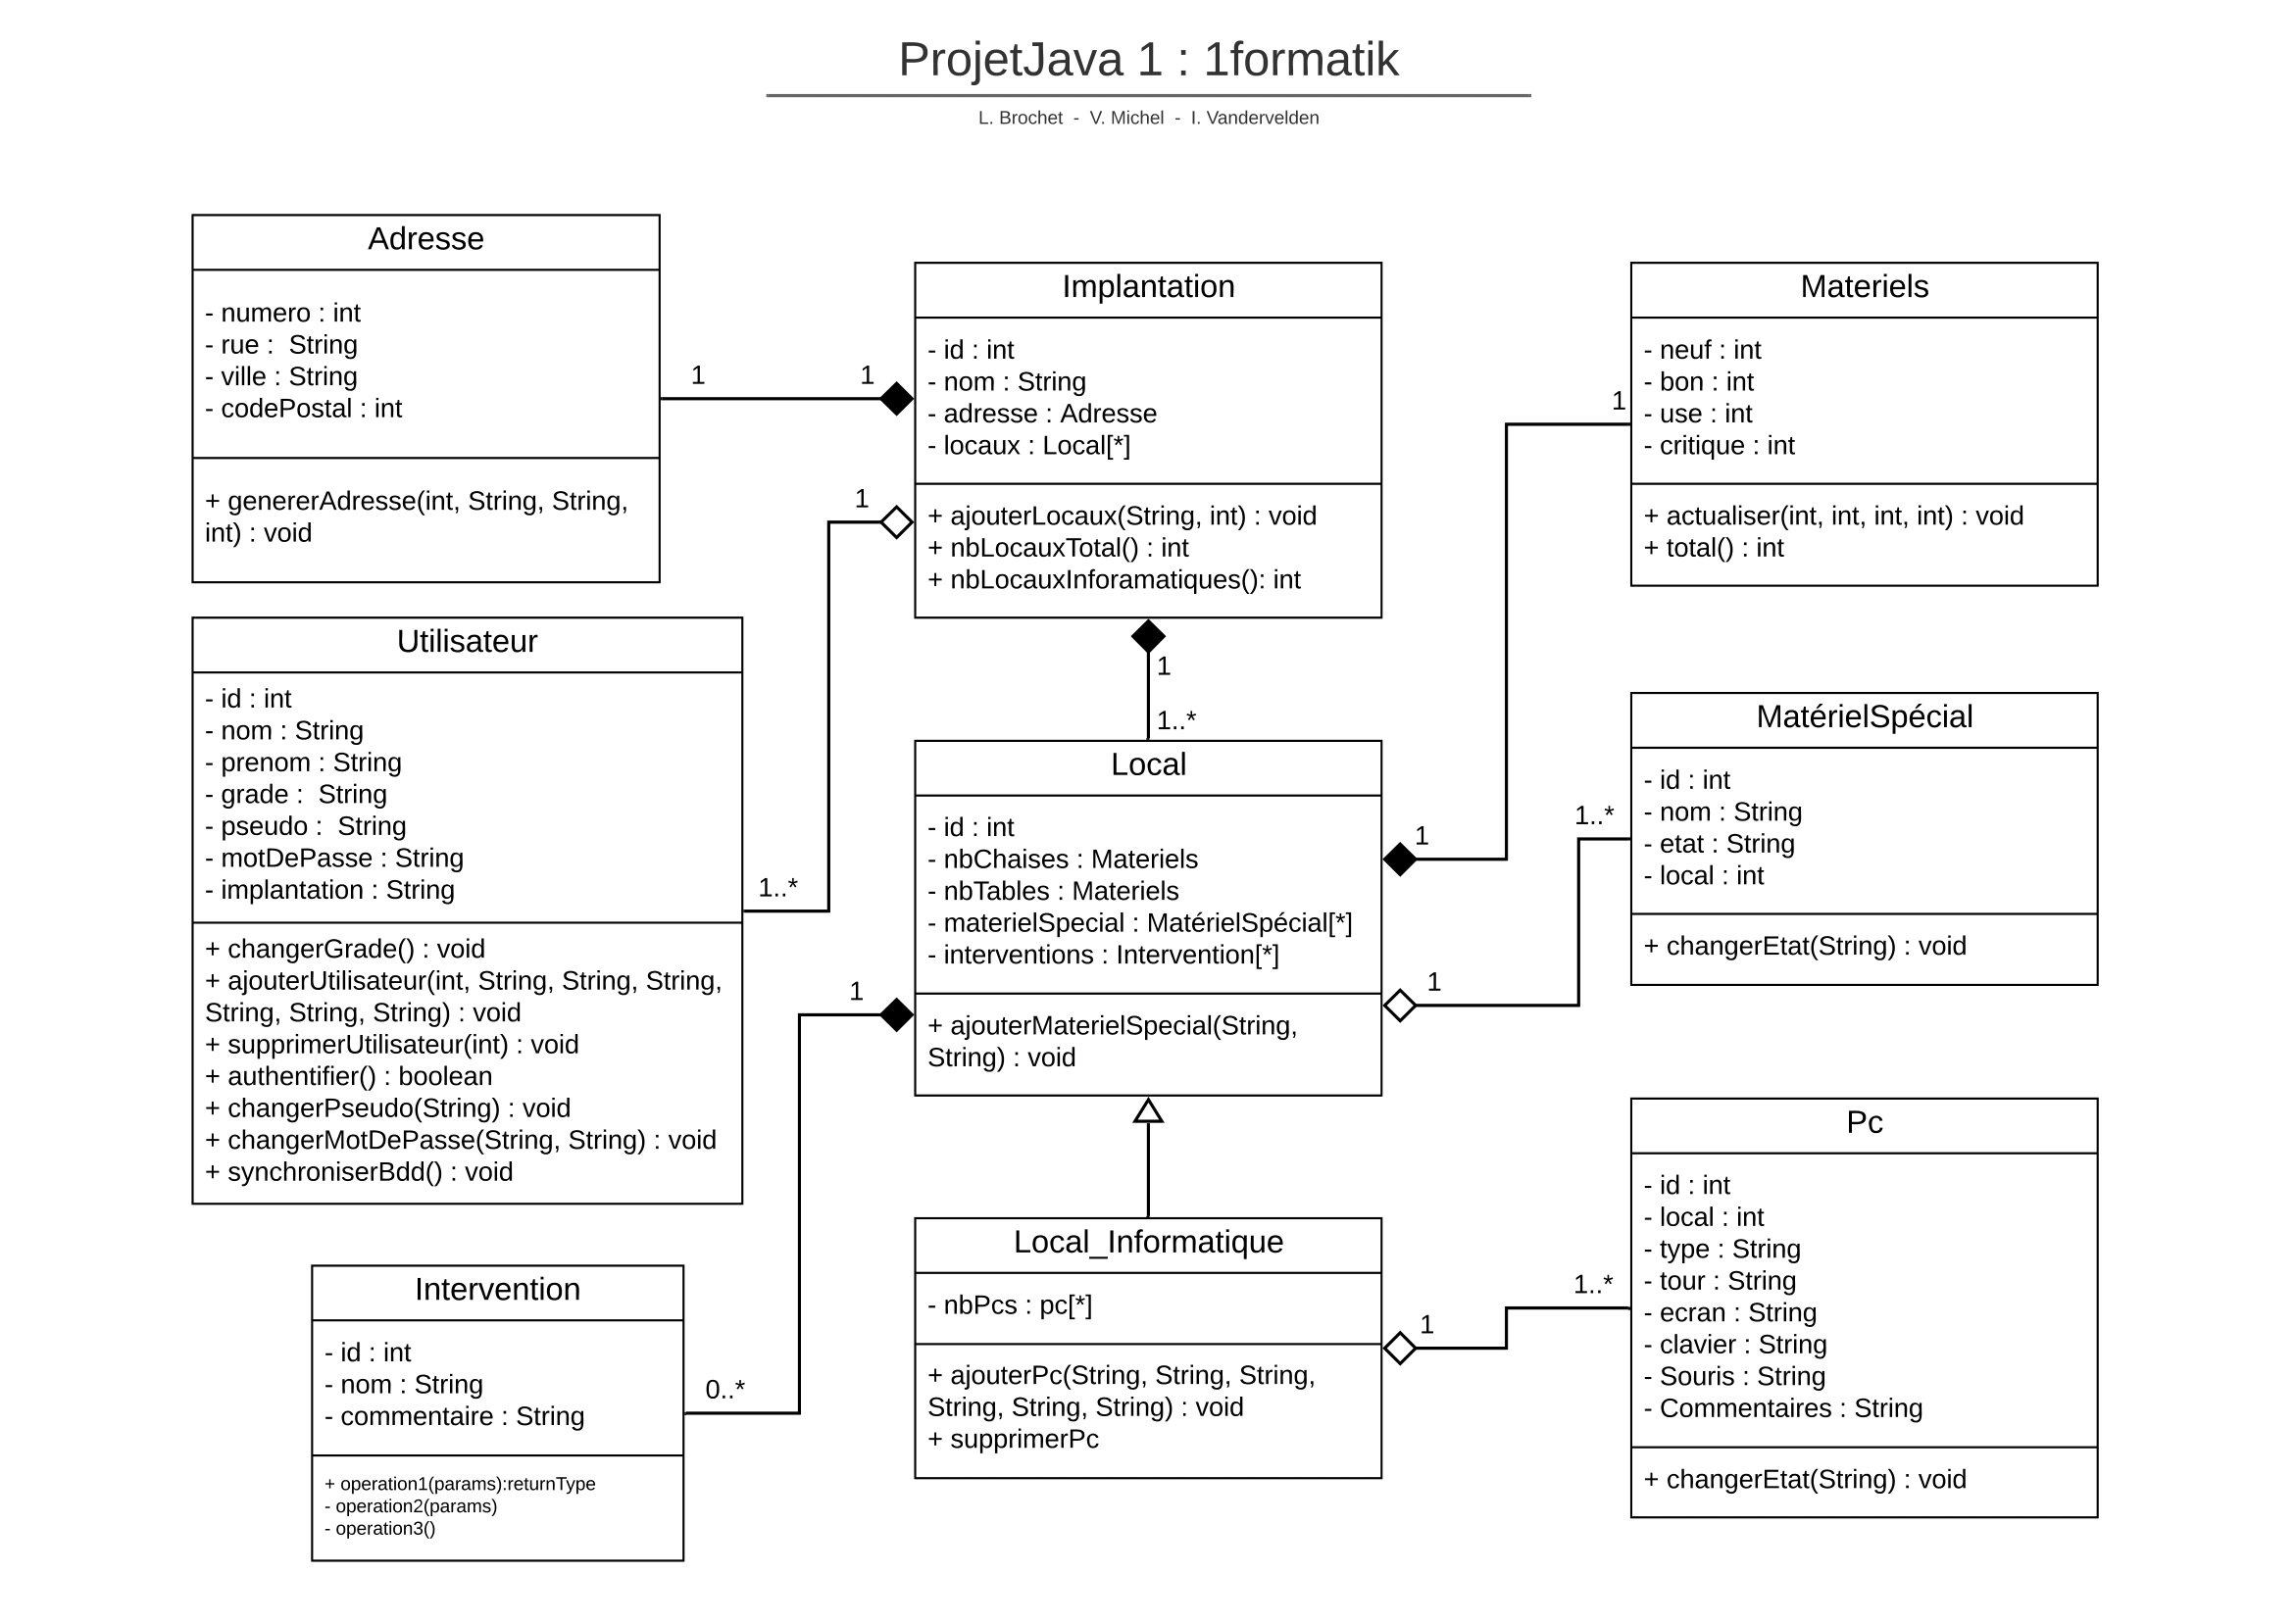 ProjetJava 1 : 1formatik
L. Brochet - V. Michel - I. Vandervelden
Adresse
- numero : int
- rue :  String
- ville : String
- codePostal : int
+ genererAdresse(int, String, String,
int) : void
1
1
Implantation
- id : int
- nom : String
- adresse : Adresse
- locaux : Local[*]
+ ajouterLocaux(String, int) : void
+ nbLocauxTotal() : int
+ nbLocauxInforamatiques(): int
1
1
1..*
Materiels
- neuf : int
- bon : int
- use : int
- critique : int
+ actualiser(int, int, int, int) : void
+ total() : int
1
Utilisateur
- id : int
- nom : String
- prenom : String
- grade :  String
- pseudo :  String
- motDePasse : String
- implantation : String
+ changerGrade() : void
+ ajouterUtilisateur(int, String, String, String,
String, String, String) : void
+ supprimerUtilisateur(int) : void
+ authentifier() : boolean
+ changerPseudo(String) : void
+ changerMotDePasse(String, String) : void
+ synchroniserBdd() : void
1..*
1
Local
- id : int
- nbChaises : Materiels
- nbTables : Materiels
- materielSpecial : MatérielSpécial[*]
- interventions : Intervention[*]
+ ajouterMaterielSpecial(String,
String) : void
1
1
MatérielSpécial
- id : int
- nom : String
- etat : String
- local : int
+ changerEtat(String) : void
1..*
Intervention
- id : int
- nom : String
- commentaire : String
+ operation1(params):returnType
- operation2(params)
- operation3()
0..*
Local_Informatique
- nbPcs : pc[*]
+ ajouterPc(String, String, String,
String, String, String) : void
+ supprimerPc
1
1..*
Pc
- id : int
- local : int
- type : String
- tour : String
- ecran : String
- clavier : String
- Souris : String
- Commentaires : String
+ changerEtat(String) : void